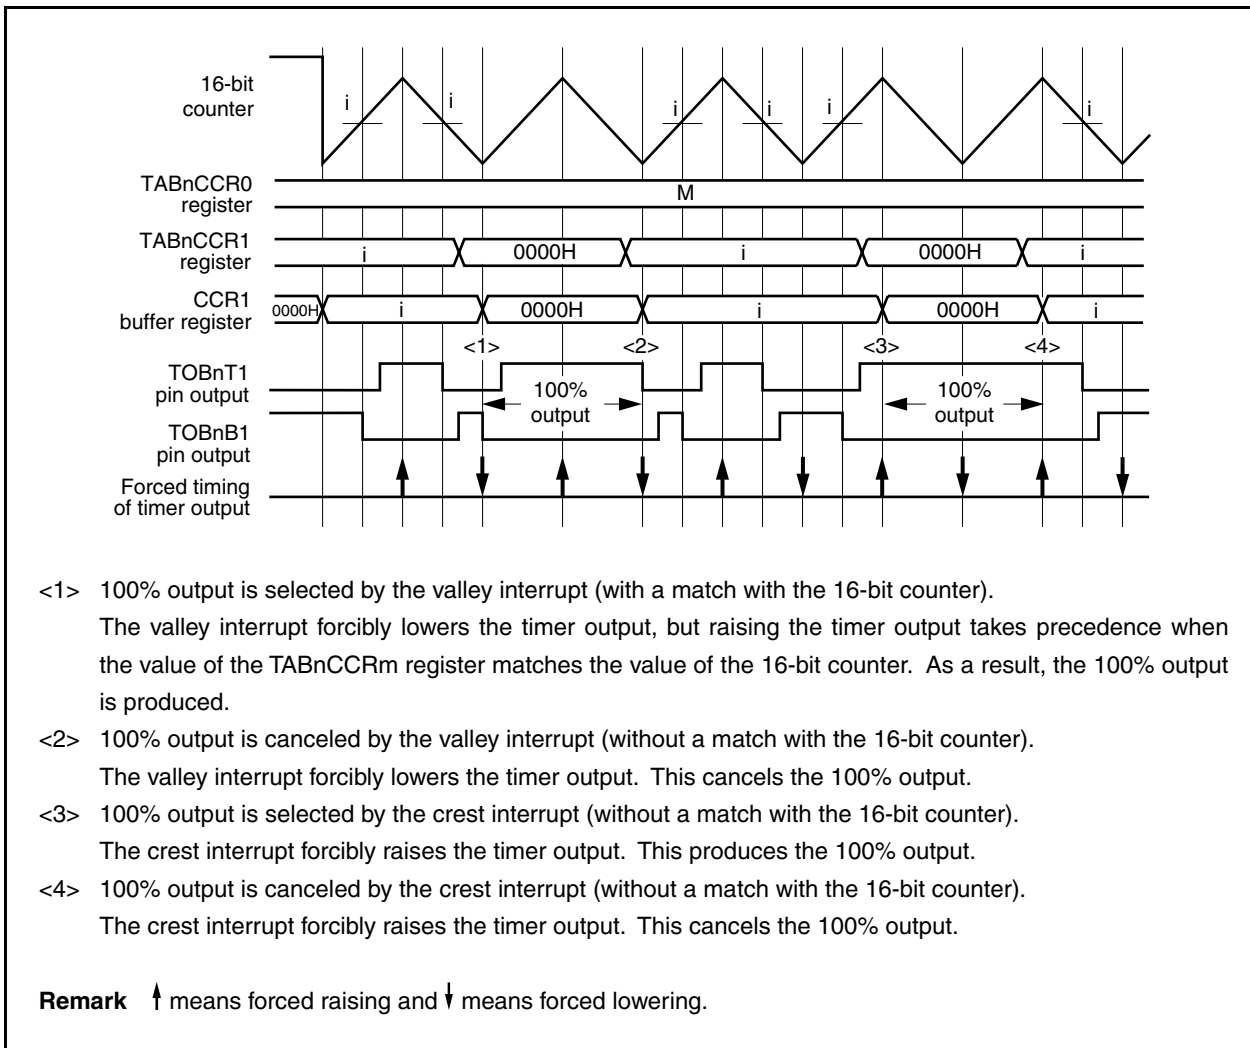 16-bit
counter
i i i i i i
TABnCCR0
register
M
TABnCCR1
register
i 0000H i 0000H i
CCR1
buffer register
0000H i 0000H i 0000H i
<1> <2> <3> <4>
TOBnT1
pin output
100%
output
100%
output
TOBnB1
pin output
Forced timing
of timer output
<1> 100% output is selected by the valley interrupt (with a match with the 16-bit counter).
The valley interrupt forcibly lowers the timer output, but raising the timer output takes precedence when
the value of the TABnCCRm register matches the value of the 16-bit counter. As a result, the 100% output
is produced.
<2> 100% output is canceled by the valley interrupt (without a match with the 16-bit counter).
The valley interrupt forcibly lowers the timer output. This cancels the 100% output.
<3> 100% output is selected by the crest interrupt (without a match with the 16-bit counter).
The crest interrupt forcibly raises the timer output. This produces the 100% output.
<4> 100% output is canceled by the crest interrupt (without a match with the 16-bit counter).
The crest interrupt forcibly raises the timer output. This cancels the 100% output.
Remark ↑ means forced raising and ↓ means forced lowering.